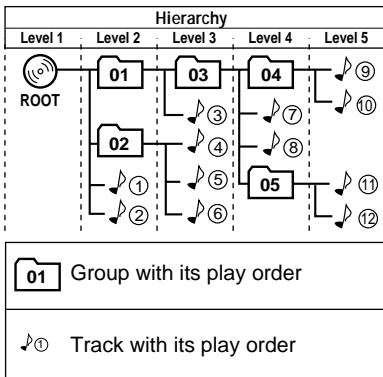 Hierarchy
Level 1 Level 2 Level 3 Level 4 Level 5
01 03 04 ⑨
ROOT ⑩
③ ⑦
02 ④ ⑧
① ⑤ 05 ⑪
② ⑥ ⑫
01 Group with its play order
① Track with its play order